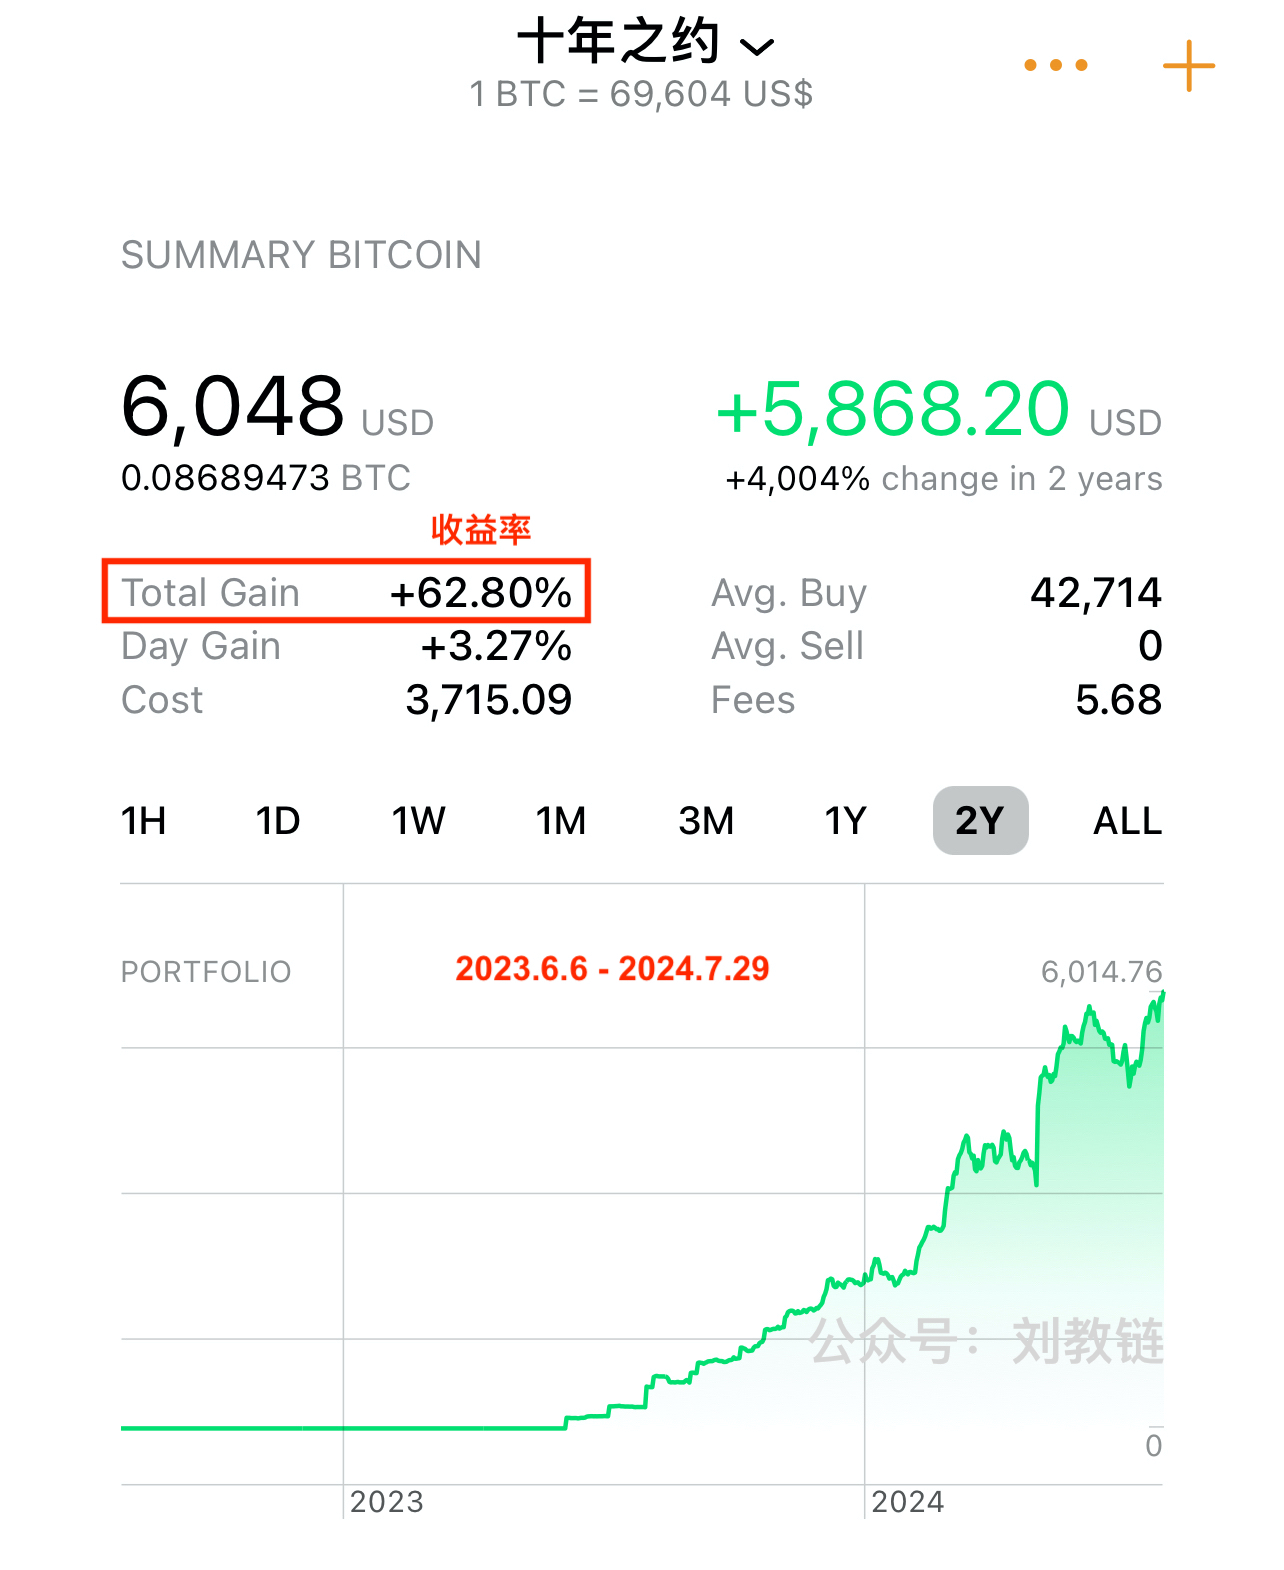 十年之约
1 BTC = 69,604 US$
SUMMARY BITCOIN
6,048 USD
+5,868.20 USD
0.08689473 BTC
+4,004% change in 2 years
收益率
Total Gain +62.80%
Avg. Buy 42,714
Day Gain +3.27%
Avg. Sell 0
Cost 3,715.09
Fees 5.68
1H 1D 1W 1M 3M 1Y 2Y ALL
PORTFOLIO
2023.6.6 - 2024.7.29
6,014.76
公众号：刘教链
0
2023
2024